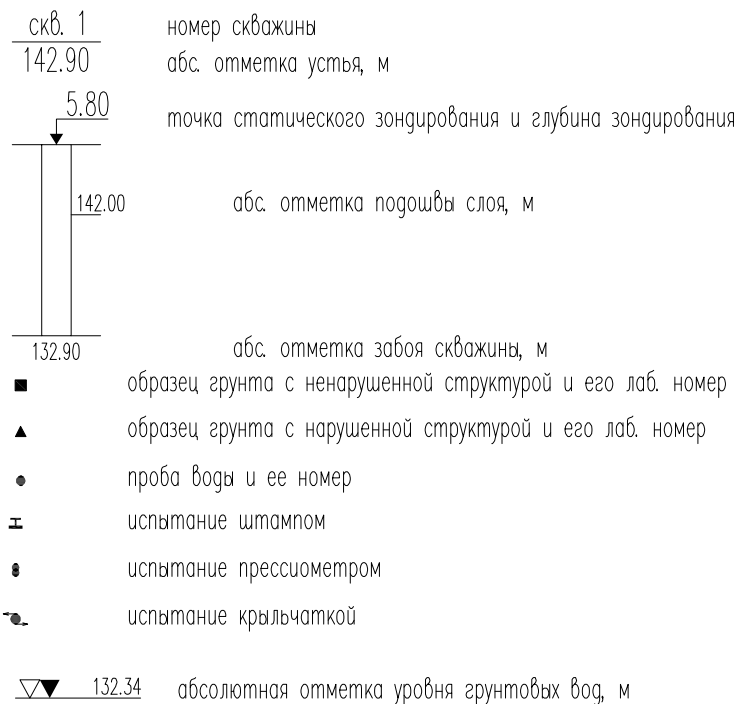 скв. 1 номер скважины
142.90 абс. отметка устья, м
5.80
точка статического зондирования и глубина зондирования
142.00 абс. отметка подошвы слоя, м
132.90 абс. отметка забоя скважины, м
образец грунта с ненарушенной структурой и его лаб. номер
образец грунта с нарушенной структурой и его лаб. номер
проба воды и ее номер
испытание штампом
испытание прессиометром
испытание крыльчаткой
132.34 абсолютная отметка уровня грунтовых вод, м